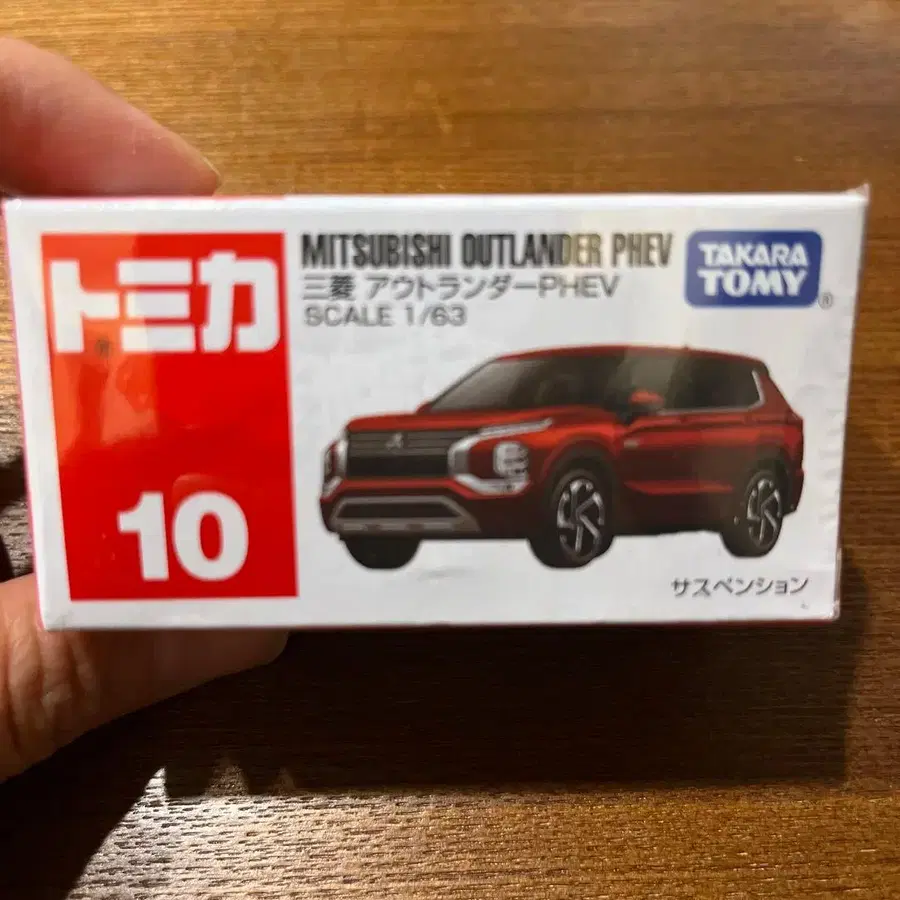 トミカ
®
10
MITSUBISHI OUTLANDER PHEV
三菱 アウトランダーPHEV
SCALE 1/63
TAKARA
TOMY
®
サスペンション